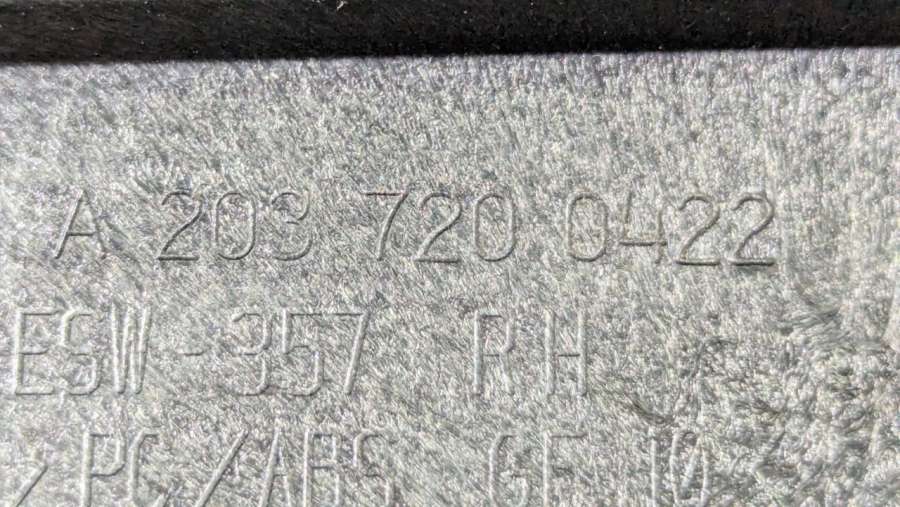 A 203 720 0422
ESW-357 RH
>PC/ABS GF 10